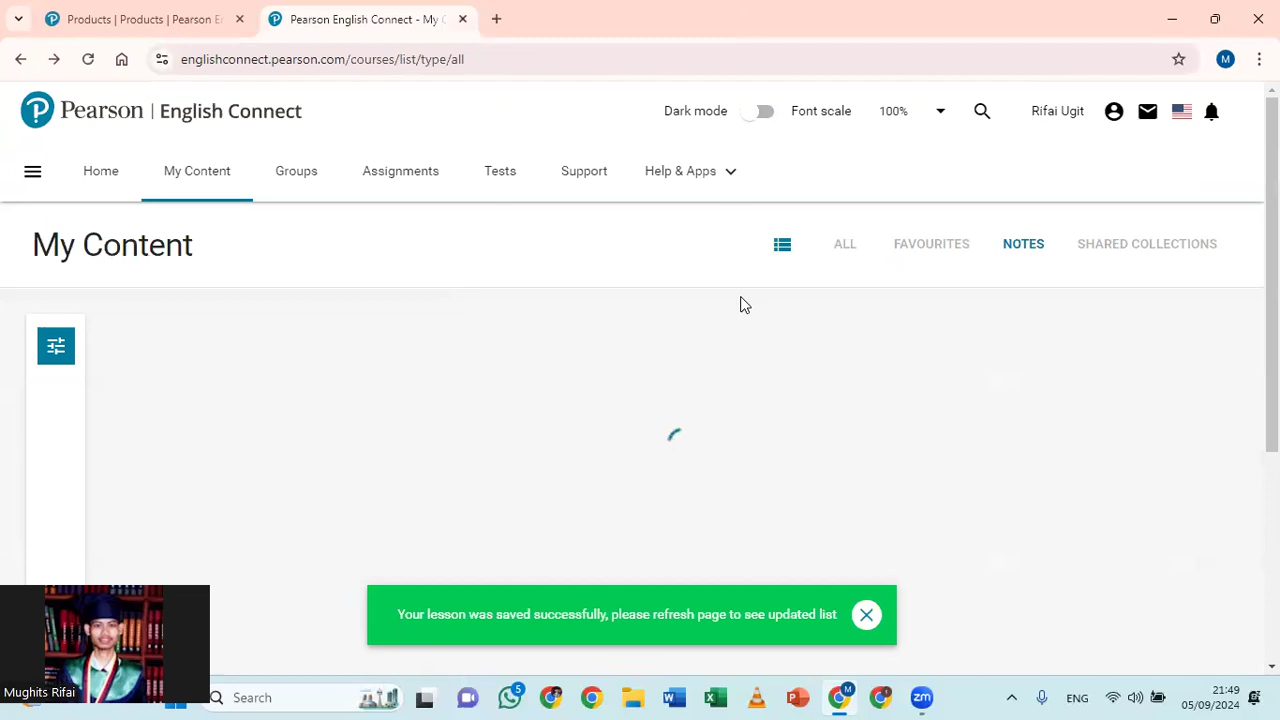 Products | Products | Pearson E
Pearson English Connect - My C
englishconnect.pearson.com/courses/list/type/all
M
Pearson | English Connect
Dark mode
Font scale
100%
Rifai Ugit
Home
My Content
Groups
Assignments
Tests
Support
Help & Apps
My Content
ALL
FAVOURITES
NOTES
SHARED COLLECTIONS
Your lesson was saved successfully, please refresh page to see updated list
Mughits Rifai
Search
5
ENG
21:49
05/09/2024